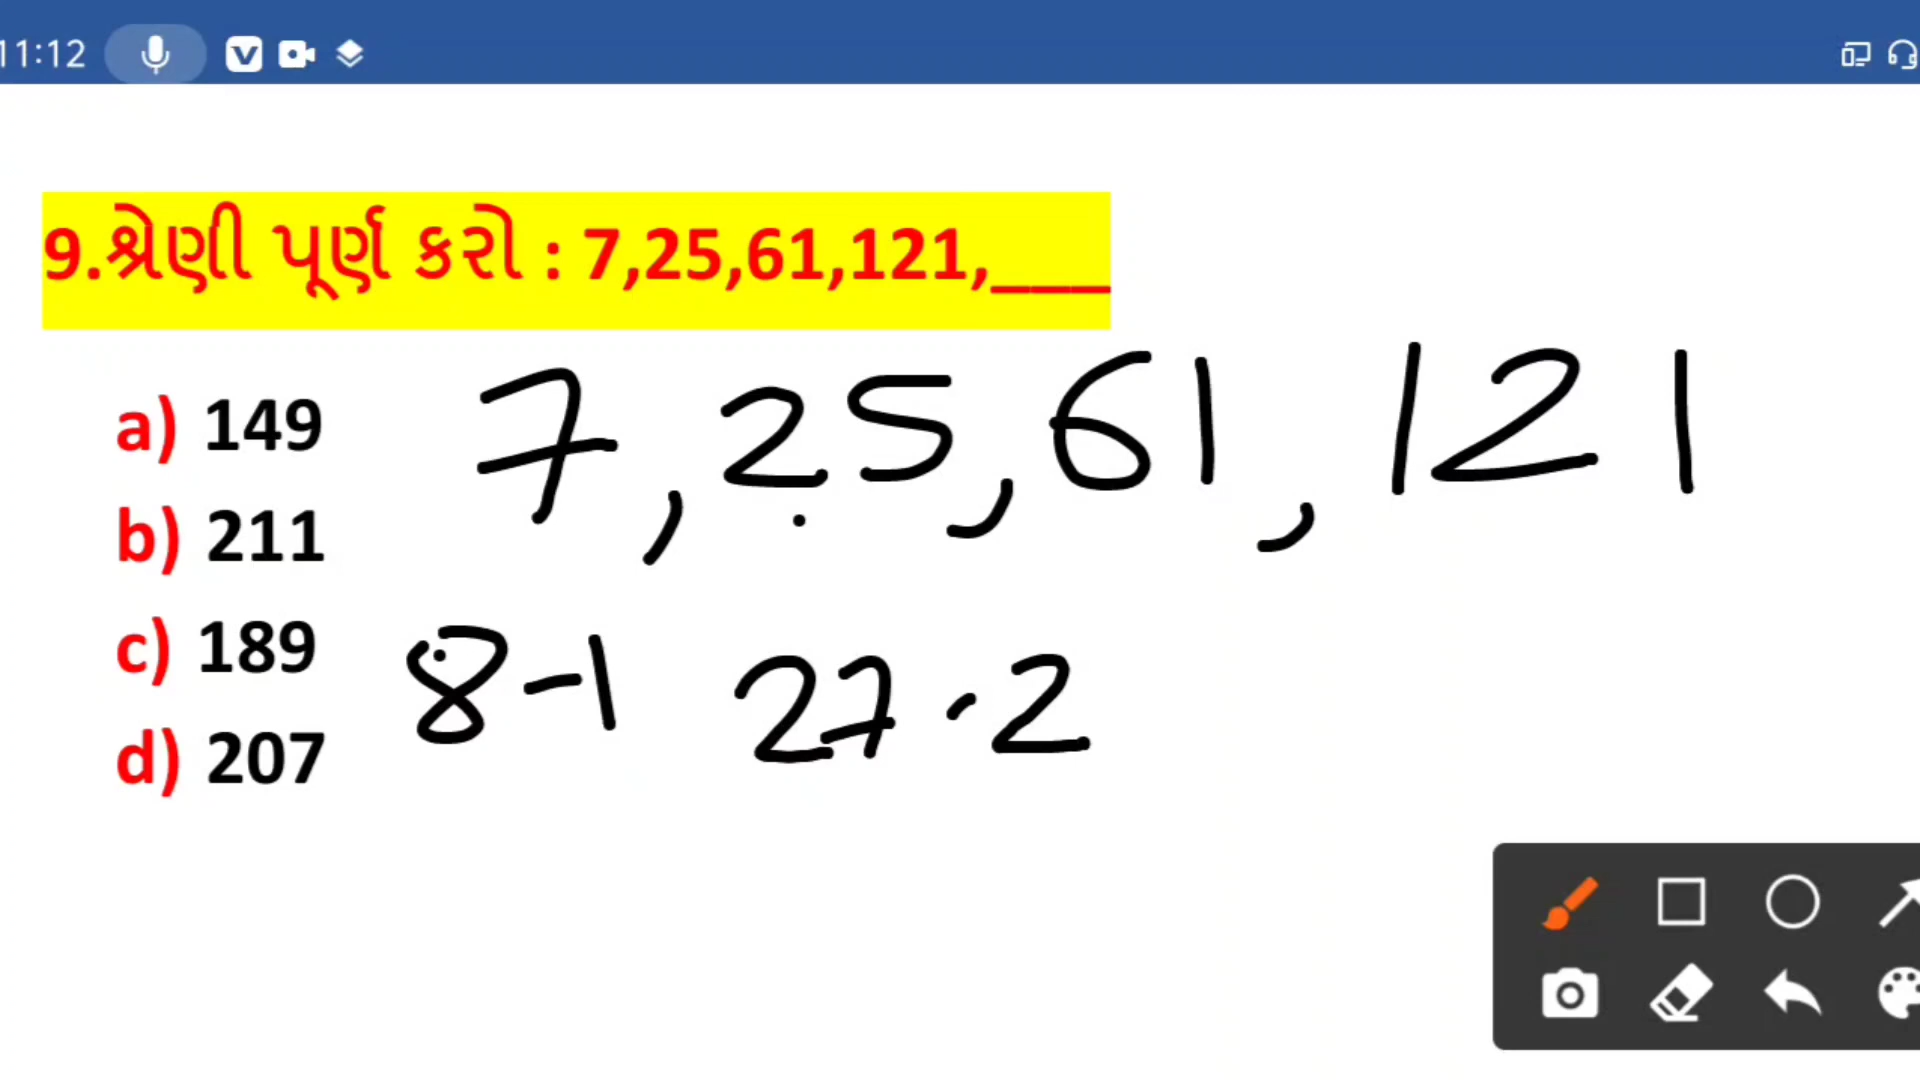 11:12
9.શ્રેણી પૂર્ણ કરો : 7,25,61,121,___
a) 149
b) 211
c) 189
d) 207
7, 25, 61, 121
8-1 27-2